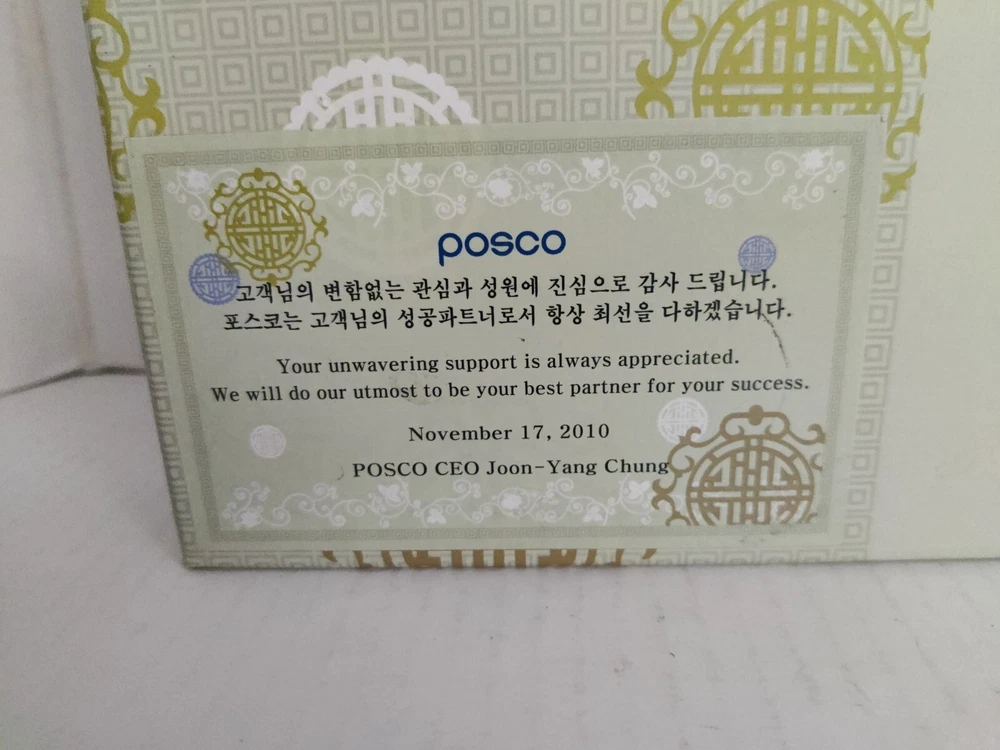 posco
고객님의 변함없는 관심과 성원에 진심으로 감사 드립니다.
포스코는 고객님의 성공파트너로서 항상 최선을 다하겠습니다.
Your unwavering support is always appreciated.
We will do our utmost to be your best partner for your success.
November 17, 2010
POSCO CEO Joon-Yang Chung